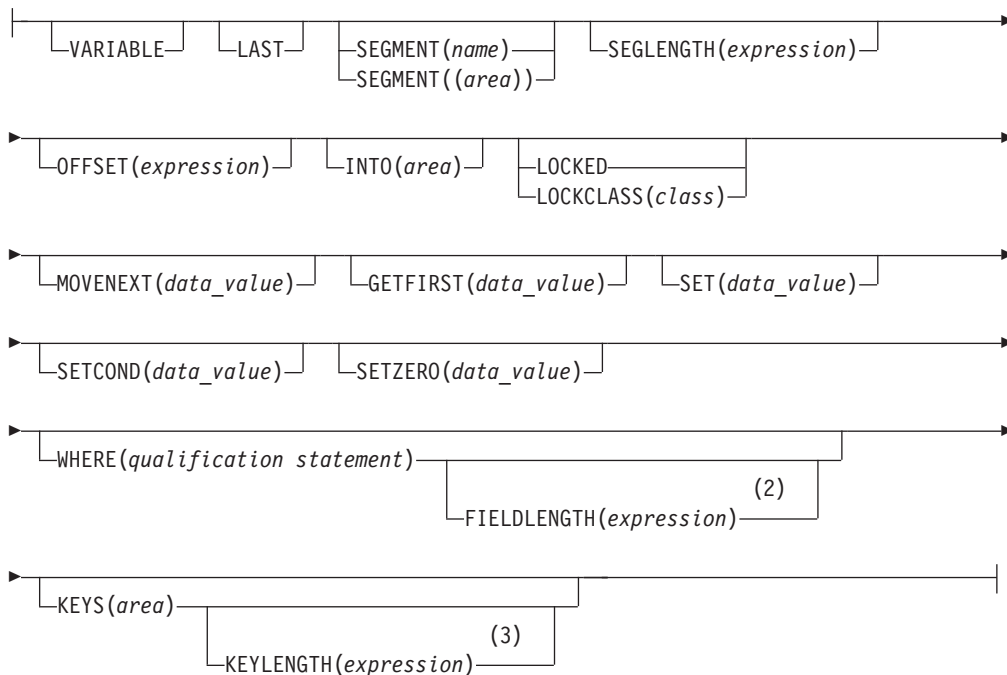 VARIABLE LAST SEGMENT(name) SEGLENGTH(expression)
SEGMENT((area))
OFFSET(expression) INTO(area) LOCKED
LOCKCLASS(class)
MOVENEXT(data_value) GETFIRST(data_value) SET(data_value)
SETCOND(data_value) SETZERO(data_value)
WHERE(qualification statement)
(2)
FIELDLENGTH(expression)
KEYS(area)
(3)
KEYLENGTH(expression)